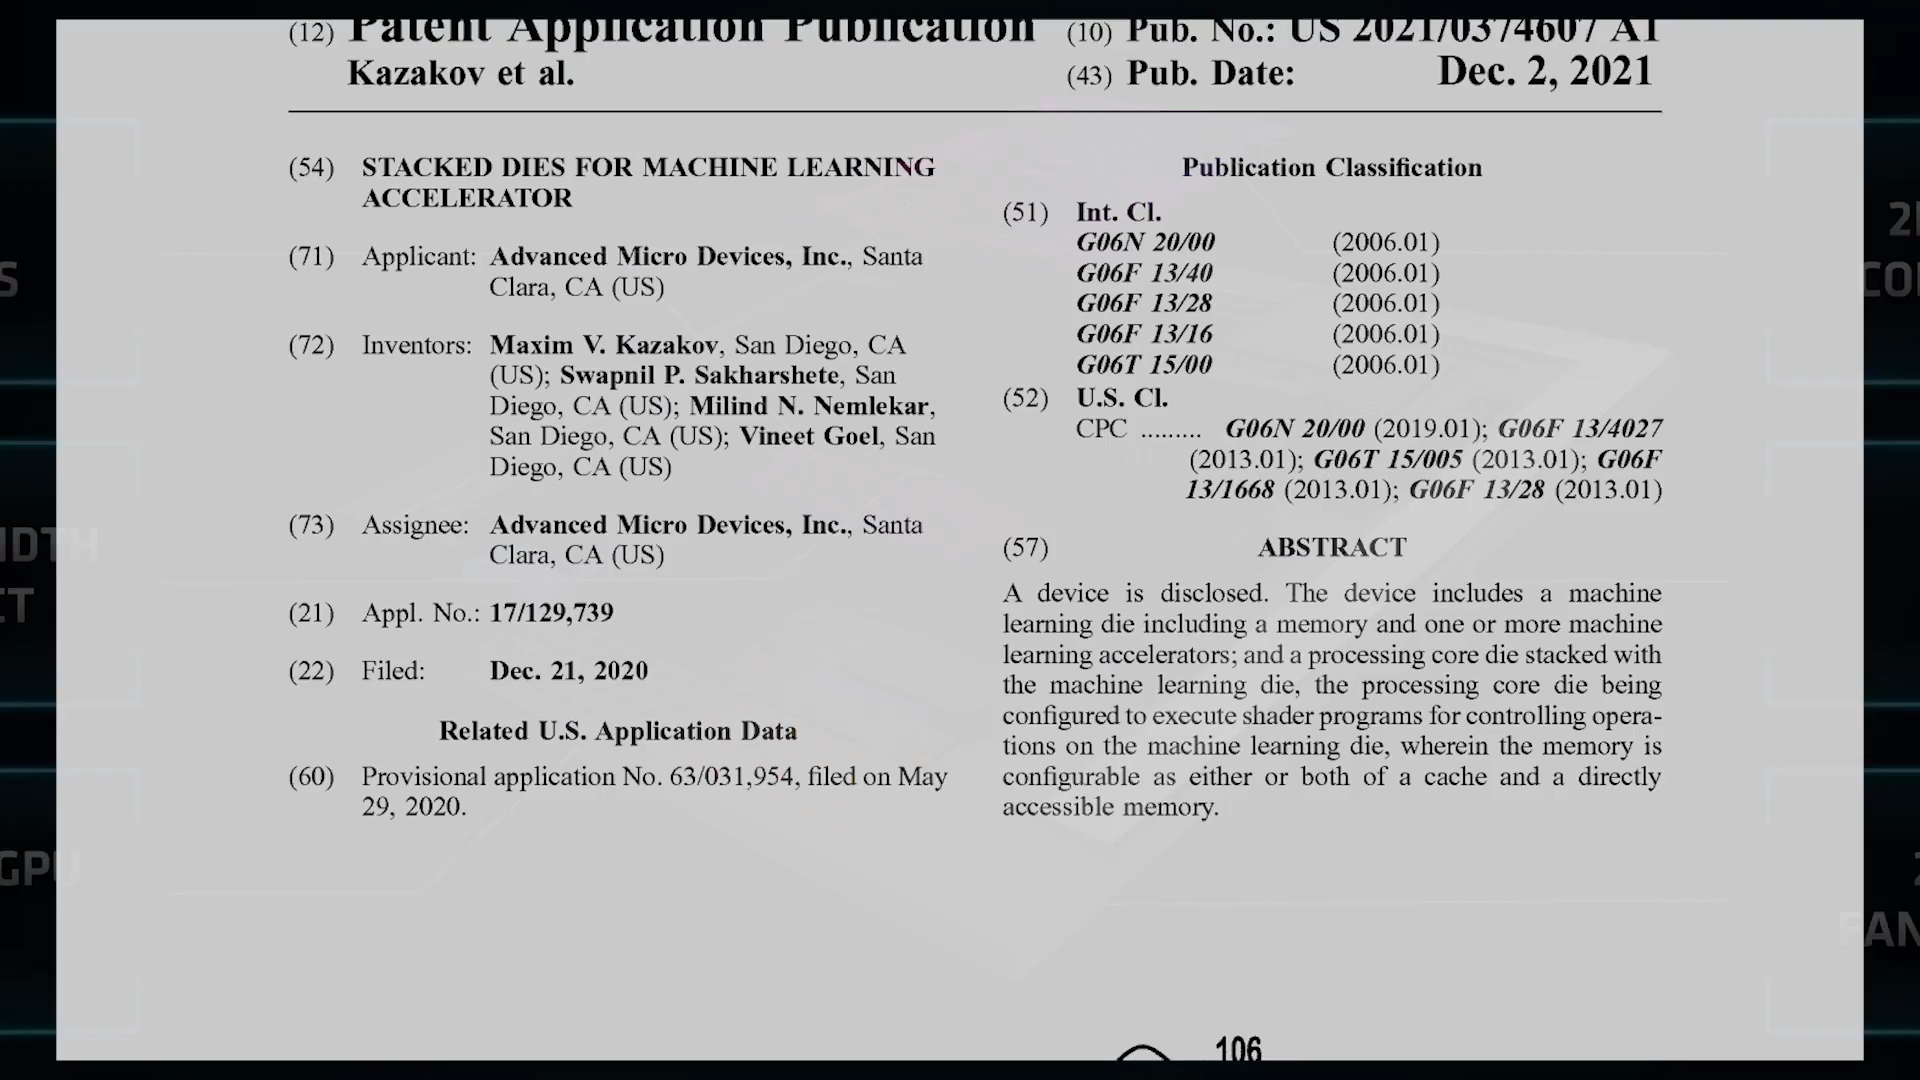 (12) Patent Application Publication
Kazakov et al.
(10) Pub. No.: US 2021/0374607 A1
(43) Pub. Date: Dec. 2, 2021
(54) STACKED DIES FOR MACHINE LEARNING
ACCELERATOR
(71) Applicant: Advanced Micro Devices, Inc., Santa
Clara, CA (US)
(72) Inventors: Maxim V. Kazakov, San Diego, CA
(US); Swapnil P. Sakharshete, San
Diego, CA (US); Milind N. Nemlekar,
San Diego, CA (US); Vineet Goel, San
Diego, CA (US)
(73) Assignee: Advanced Micro Devices, Inc., Santa
Clara, CA (US)
(21) Appl. No.: 17/129,739
(22) Filed: Dec. 21, 2020
Related U.S. Application Data
(60) Provisional application No. 63/031,954, filed on May
29, 2020.
Publication Classification
(51) Int. Cl.
G06N 20/00 (2006.01)
G06F 13/40 (2006.01)
G06F 13/28 (2006.01)
G06F 13/16 (2006.01)
G06T 15/00 (2006.01)
(52) U.S. Cl.
CPC ......... G06N 20/00 (2019.01); G06F 13/4027
(2013.01); G06T 15/005 (2013.01); G06F
13/1668 (2013.01); G06F 13/28 (2013.01)
(57) ABSTRACT
A device is disclosed. The device includes a machine
learning die including a memory and one or more machine
learning accelerators; and a processing core die stacked with
the machine learning die, the processing core die being
configured to execute shader programs for controlling opera-
tions on the machine learning die, wherein the memory is
configurable as either or both of a cache and a directly
accessible memory.
106
GPU